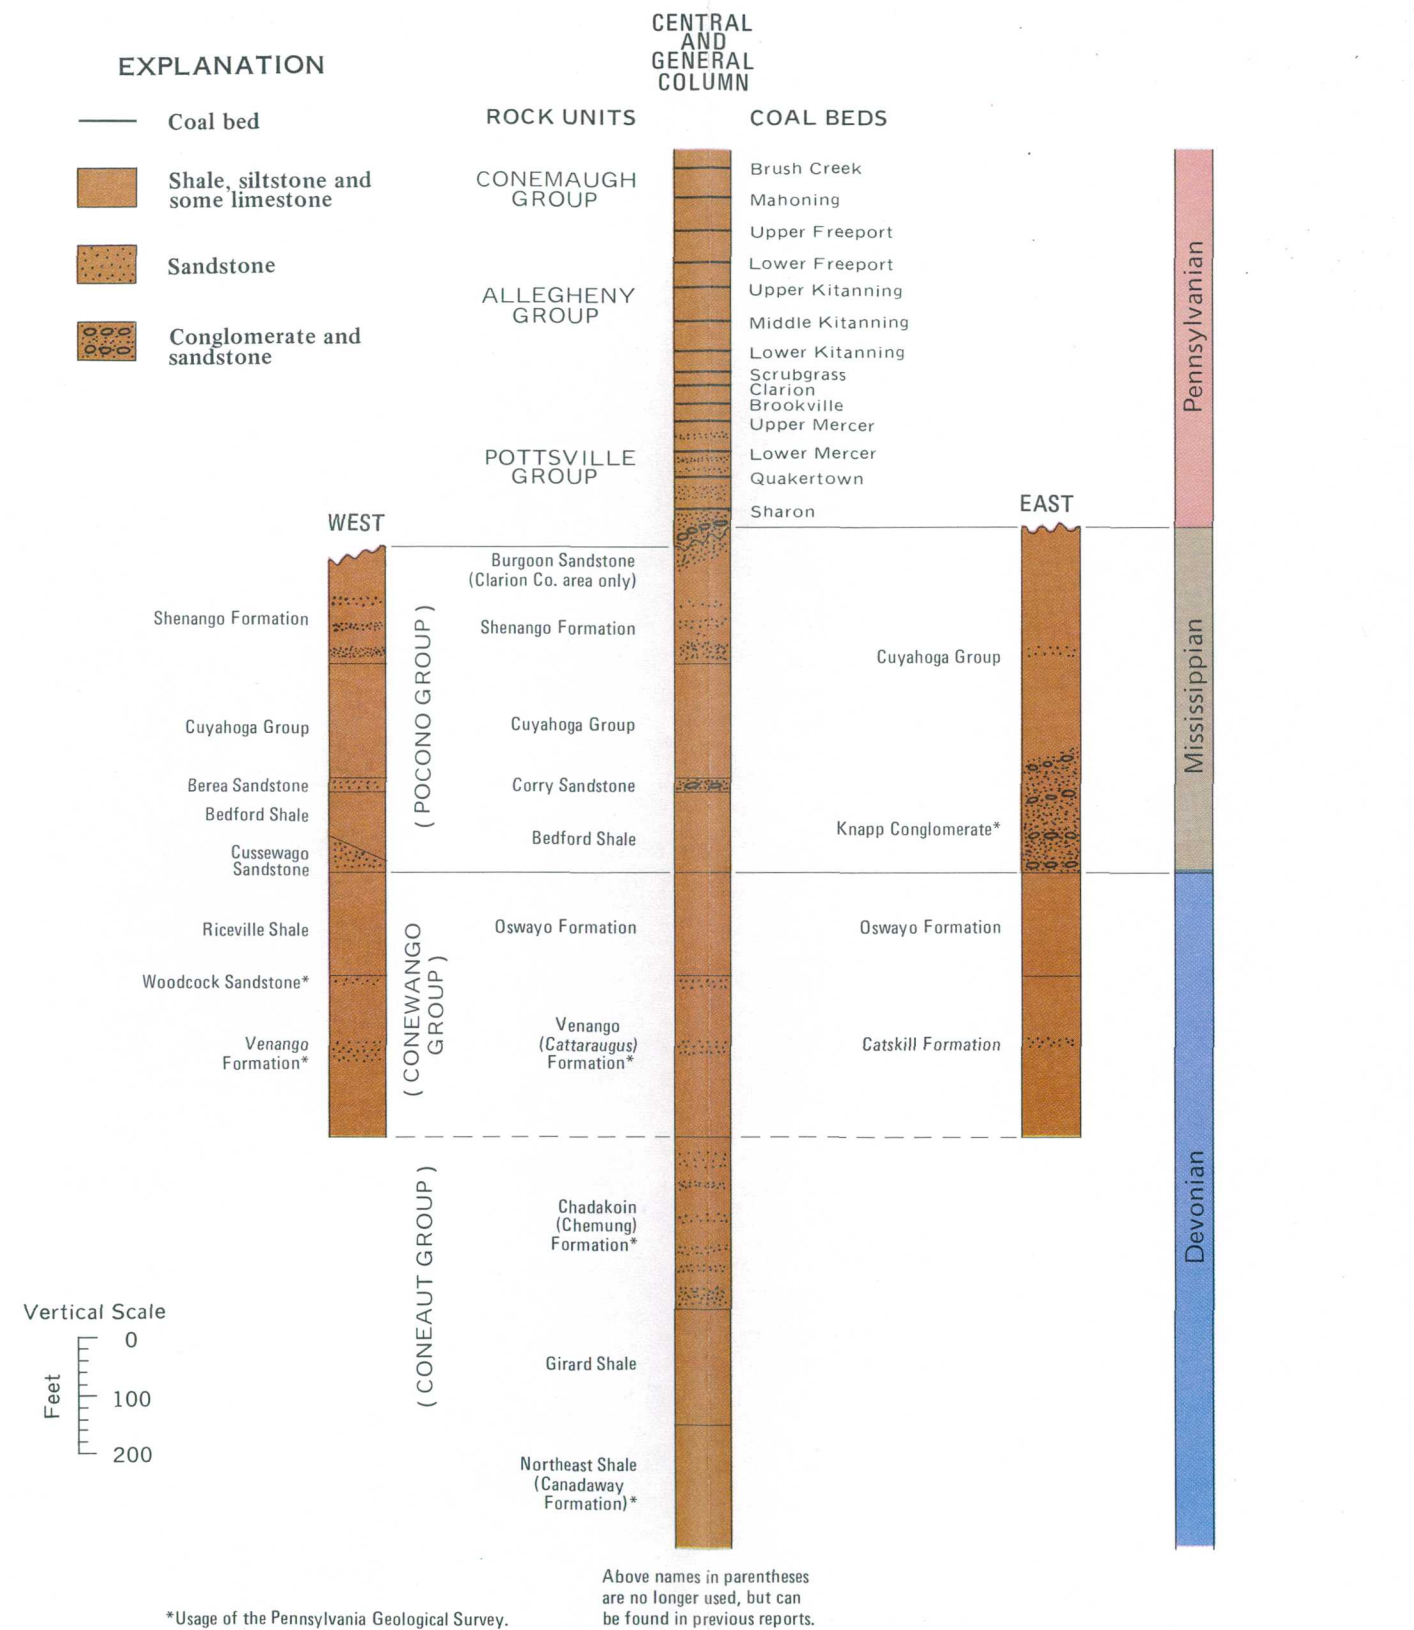 CENTRAL
AND
GENERAL
COLUMN
EXPLANATION
Coal bed
Shale, siltstone and
some limestone
Sandstone
Conglomerate and
sandstone
ROCK UNITS
COAL BEDS
CONEMAUGH
GROUP
ALLEGHENY
GROUP
POTTSVILLE
GROUP
Brush Creek
Mahoning
Upper Freeport
Lower Freeport
Upper Kitanning
Middle Kitanning
Lower Kitanning
Scrubgrass
Clarion
Brookville
Upper Mercer
Lower Mercer
Quakertown
Sharon
WEST
Shenango Formation
Cuyahoga Group
Berea Sandstone
Bedford Shale
Cussewago
Sandstone
Riceville Shale
Woodcock Sandstone*
Venango
Formation*
(POCONO GROUP)
(CONEWANGO
GROUP)
(CONEAUT GROUP)
Burgoon Sandstone
(Clarion Co. area only)
Shenango Formation
Cuyahoga Group
Corry Sandstone
Bedford Shale
Oswayo Formation
Venango
(Cattaraugus)
Formation*
Chadakoin
(Chemung)
Formation*
Girard Shale
Northeast Shale
(Canadaway
Formation)*
EAST
Cuyahoga Group
Knapp Conglomerate*
Oswayo Formation
Catskill Formation
Pennsylvanian
Mississippian
Devonian
Vertical Scale
Feet
0
100
200
Above names in parentheses
are no longer used, but can
be found in previous reports.
*Usage of the Pennsylvania Geological Survey.